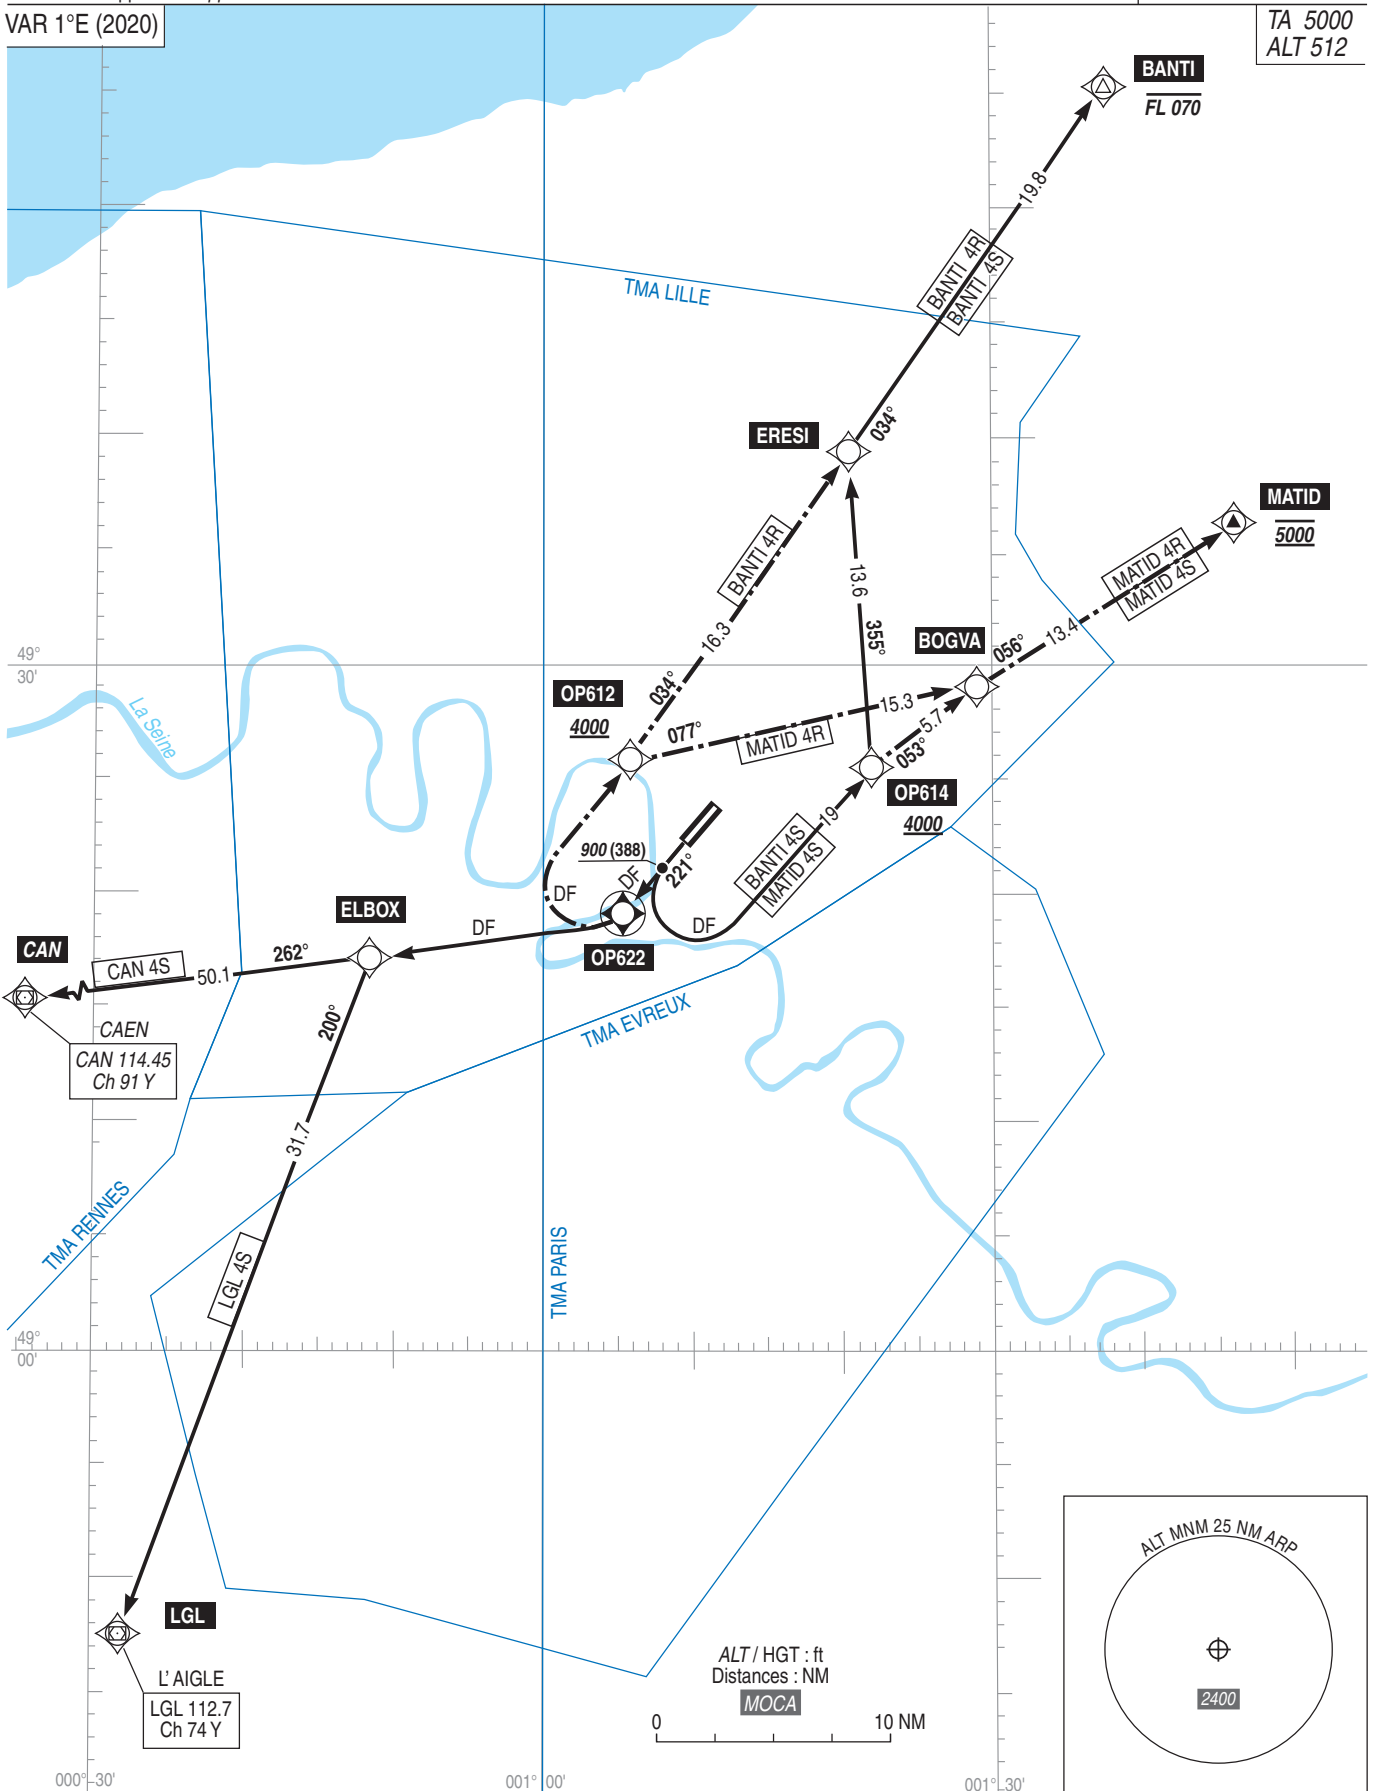 VAR 1°E (2020)
TA 5000
ALT 512
BANTI
FL 070
19.8
BANTI 4R
BANTI 4S
TMA LILLE
ERESI
034°
MATID
5000
BANTI 4R
16.3
034°
13.6
355°
MATID 4R
MATID 4S
13.4
056°
BOGVA
49°
30'
La Seine
OP612
4000
077°
MATID 4R
15.3
5.7
053°
OP614
4000
19
BANTI 4S
MATID 4S
900 (388)
221°
DF
DF
DF
ELBOX
DF
OP622
CAN
CAN 4S
50.1
262°
CAEN
CAN 114.45
Ch 91 Y
200°
TMA EVREUX
31.7
TMA RENNES
LGL 4S
TMA PARIS
49°
00'
LGL
L'AIGLE
LGL 112.7
Ch 74 Y
ALT / HGT : ft
Distances : NM
MOCA
0 10 NM
ALT MNM 25 NM ARP
2400
000° 30'
001° 00'
001° 30'